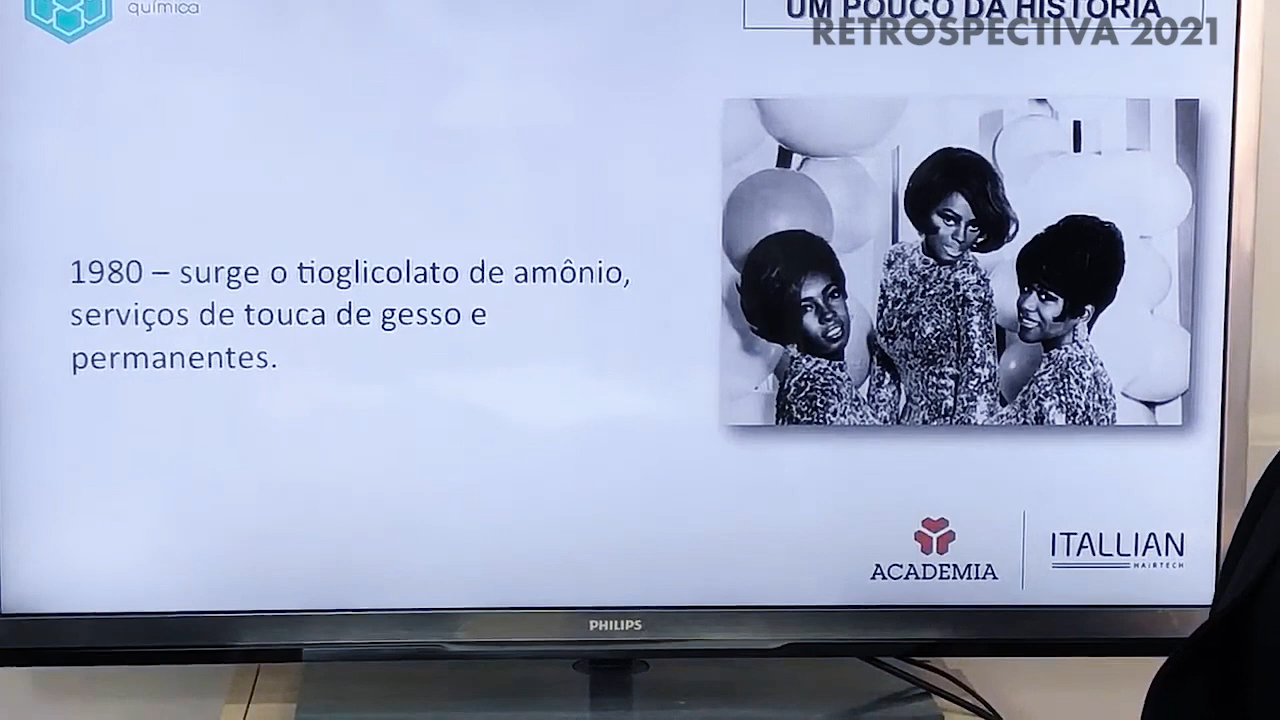 química
UM POUCO DA HISTÓRIA
RETROSPECTIVA 2021
1980 – surge o tioglicolato de amônio,
serviços de touca de gesso e
permanentes.
ACADEMIA
ITALLIAN
HAIRTECH
PHILIPS